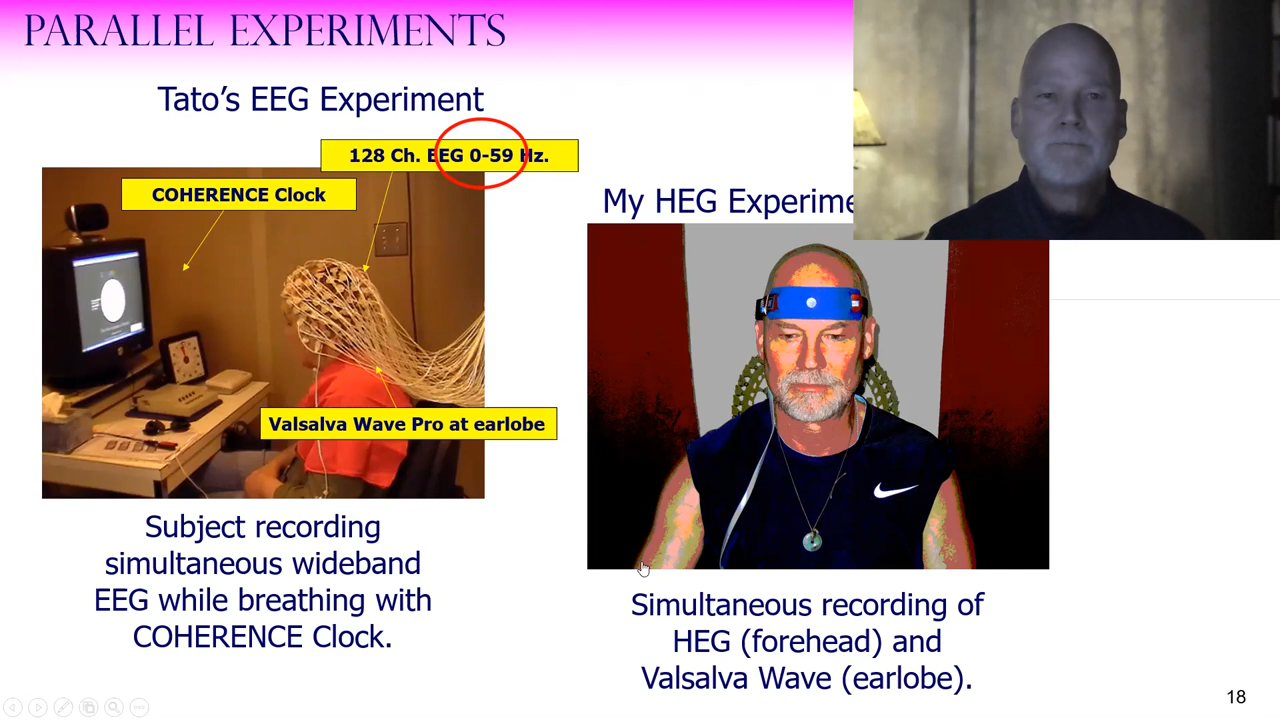 PARALLEL EXPERIMENTS
Tato's EEG Experiment
128 Ch. EEG 0-59 Hz.
COHERENCE Clock
Valsalva Wave Pro at earlobe
Subject recording
simultaneous wideband
EEG while breathing with
COHERENCE Clock.
My HEG Experime
Simultaneous recording of
HEG (forehead) and
Valsalva Wave (earlobe).
18